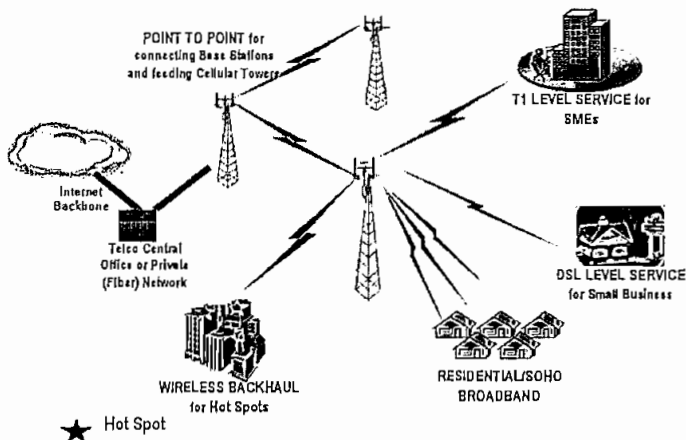 POINT TO POINT for
connecting Base Stations
and feeding Cellular Towers
T1 LEVEL SERVICE for
SMEs
Internet
Backbone
Telco Central
Office or Private
(Fiber) Network
DSL LEVEL SERVICE
for Small Business
WIRELESS BACKHAUL
for Hot Spots
RESIDENTIAL/SOHO
BROADBAND
Hot Spot